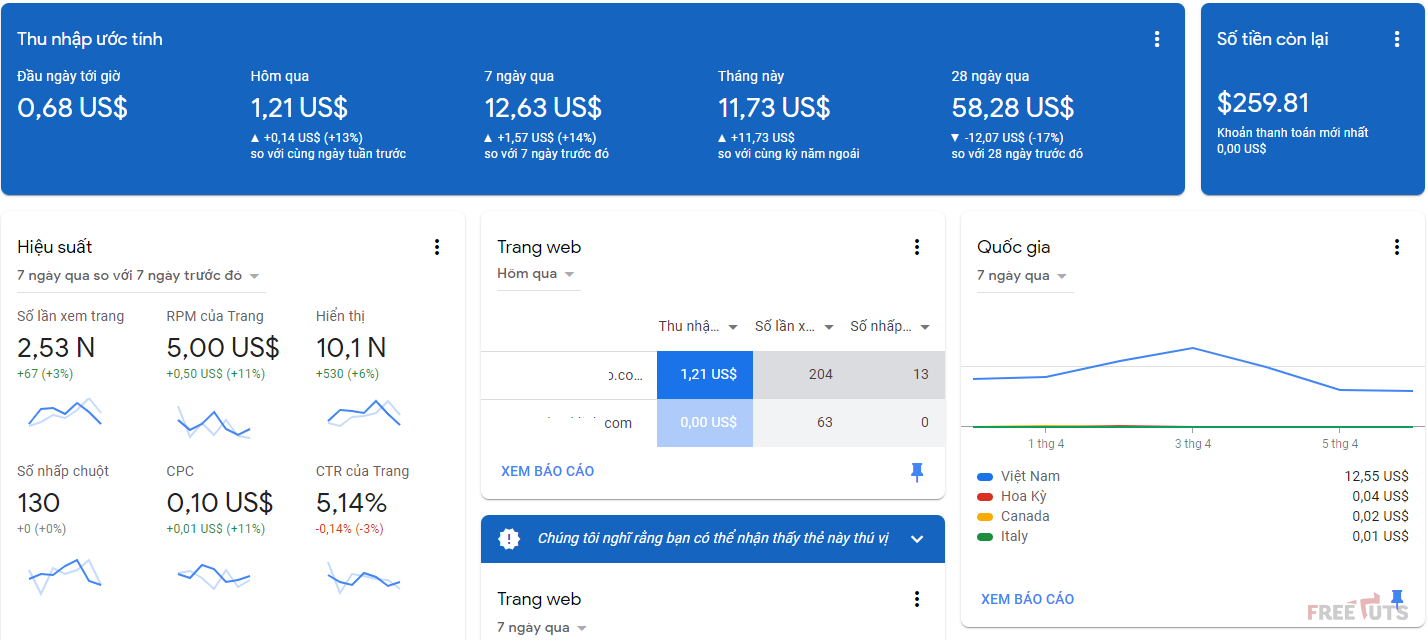 Thu nhập ước tính
Đầu ngày tới giờ
0,68 US$
Hôm qua
1,21 US$
▲ +0,14 US$ (+13%)
so với cùng ngày tuần trước
7 ngày qua
12,63 US$
▲ +1,57 US$ (+14%)
so với 7 ngày trước đó
Tháng này
11,73 US$
▲ +11,73 US$
so với cùng kỳ năm ngoái
28 ngày qua
58,28 US$
▼ -12,07 US$ (-17%)
so với 28 ngày trước đó
Số tiền còn lại
$259.81
Khoản thanh toán mới nhất
0,00 US$
Hiệu suất
7 ngày qua so với 7 ngày trước đó
Số lần xem trang
2,53 N
+67 (+3%)
RPM của Trang
5,00 US$
+0,50 US$ (+11%)
Hiển thị
10,1 N
+530 (+6%)
Số nhấp chuột
130
+0 (+0%)
CPC
0,10 US$
+0,01 US$ (+11%)
CTR của Trang
5,14%
-0,14% (-3%)
Trang web
Hôm qua
Thu nhậ... Số lần x... Số nhấp...
o.co... 1,21 US$ 204 13
com 0,00 US$ 63 0
XEM BÁO CÁO
! Chúng tôi nghĩ rằng bạn có thể nhận thấy thẻ này thú vị
Trang web
7 ngày qua
Quốc gia
7 ngày qua
1 thg 4 3 thg 4 5 thg 4
Việt Nam 12,55 US$
Hoa Kỳ 0,04 US$
Canada 0,02 US$
Italy 0,01 US$
XEM BÁO CÁO
FREETUTS